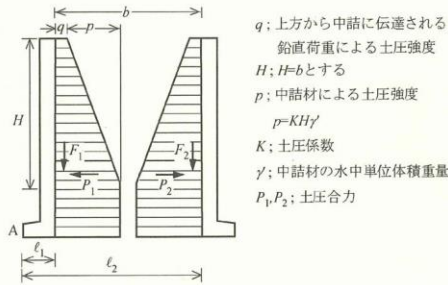 b
q
p
H
F₁
F₂
P₁
P₂
A
ℓ₁
ℓ₂
q；上方から中詰に伝達される
鉛直荷重による土圧強度
H；H=bとする
p；中詰材による土圧強度
p=KHγ'
K；土圧係数
γ'；中詰材の水中単位体積重量
P₁,P₂；土圧合力